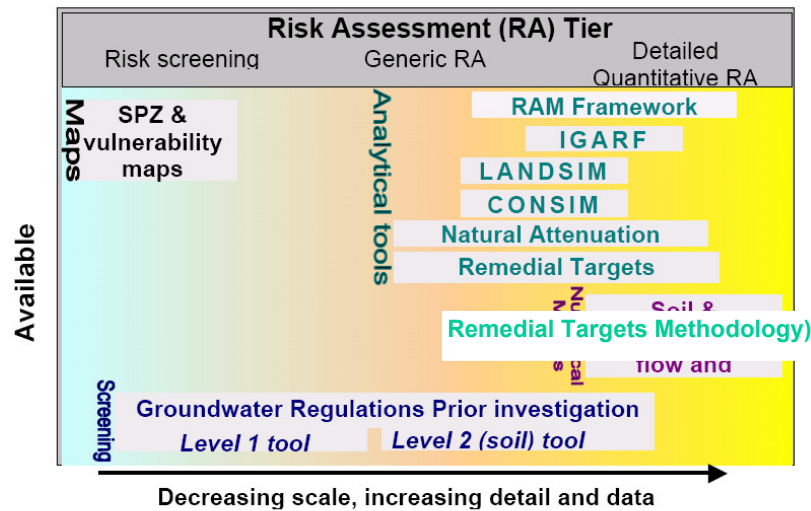 Risk Assessment (RA) Tier
Risk screening Generic RA Detailed
Quantitative RA
Maps
SPZ &
vulnerability
maps
Analytical tools
RAM Framework
IGARF
LANDSIM
CONSIM
Natural Attenuation
Remedial Targets
Soil &
Remedial Targets Methodology)
flow and
Screening
Groundwater Regulations Prior investigation
Level 1 tool Level 2 (soil) tool
Available
Decreasing scale, increasing detail and data